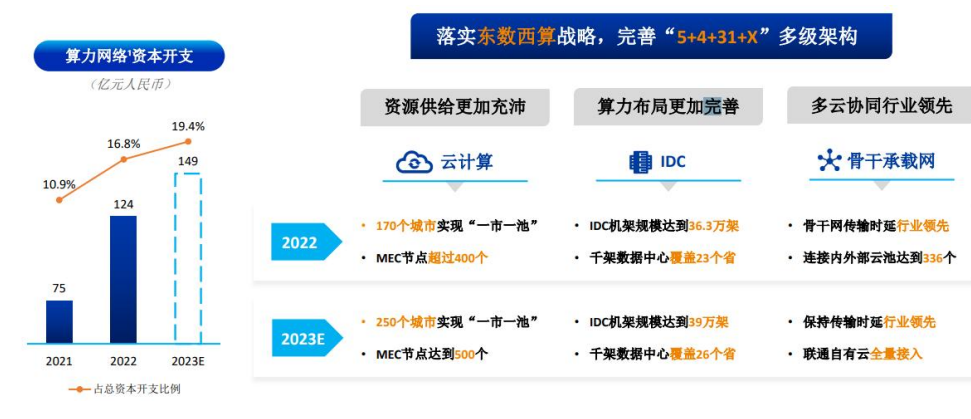 落实东数西算战略，完善“5+4+31+X”多级架构
算力网络¹资本开支
（亿元人民币）
19.4%
16.8%
149
10.9%
124
75
2021 2022 2023E
占总资本开支比例
资源供给更加充沛 算力布局更加完善 多云协同行业领先
云计算 IDC 骨干承载网
2022
• 170个城市实现“一市一池”
• MEC节点超过400个
• IDC机架规模达到36.3万架
• 千架数据中心覆盖23个省
• 骨干网传输时延行业领先
• 连接内外部云池达到336个
2023E
• 250个城市实现“一市一池”
• MEC节点达到500个
• IDC机架规模达到39万架
• 千架数据中心覆盖26个省
• 保持传输时延行业领先
• 联通自有云全量接入